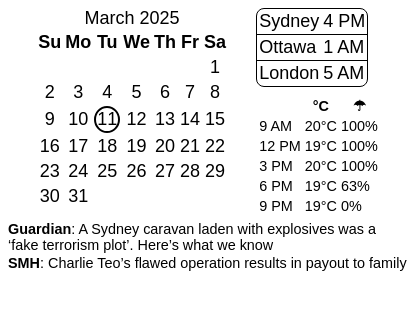 March 2025
Su Mo Tu We Th Fr Sa
1
2 3 4 5 6 7 8
9 10 11 12 13 14 15
16 17 18 19 20 21 22
23 24 25 26 27 28 29
30 31
Sydney 4 PM
Ottawa 1 AM
London 5 AM
°C ☂
9 AM 20°C 100%
12 PM 19°C 100%
3 PM 20°C 100%
6 PM 19°C 63%
9 PM 19°C 0%
Guardian: A Sydney caravan laden with explosives was a
‘fake terrorism plot’. Here’s what we know
SMH: Charlie Teo’s flawed operation results in payout to family